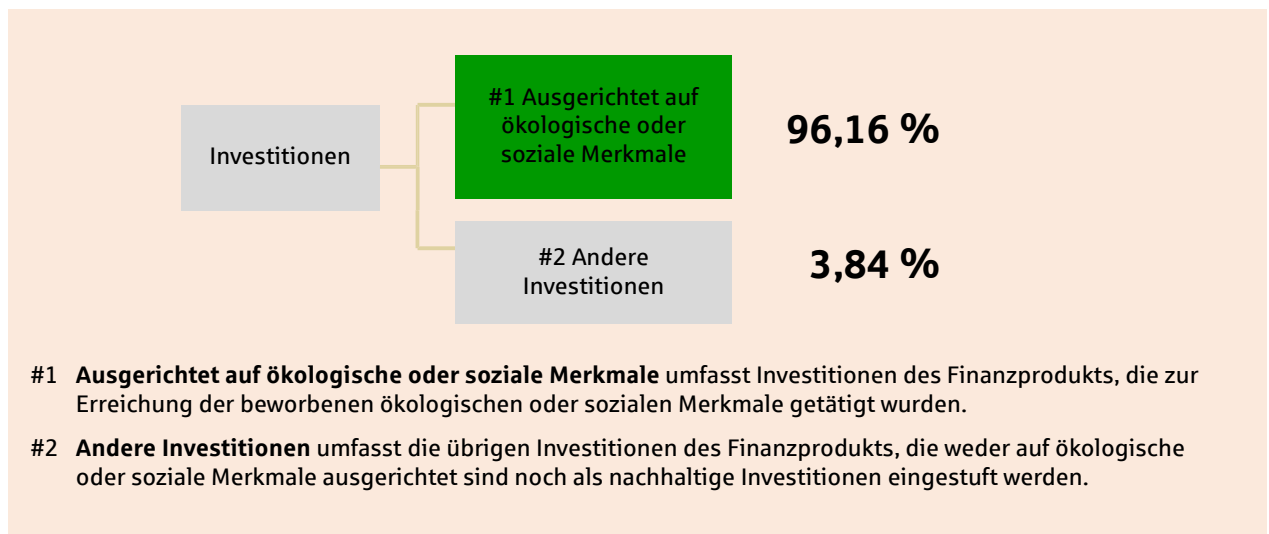 #1 Ausgerichtet auf
ökologische oder
soziale Merkmale
96,16 %
Investitionen
#2 Andere
Investitionen
3,84 %
#1 Ausgerichtet auf ökologische oder soziale Merkmale umfasst Investitionen des Finanzprodukts, die zur
Erreichung der beworbenen ökologischen oder sozialen Merkmale getätigt wurden.
#2 Andere Investitionen umfasst die übrigen Investitionen des Finanzprodukts, die weder auf ökologische
oder soziale Merkmale ausgerichtet sind noch als nachhaltige Investitionen eingestuft werden.